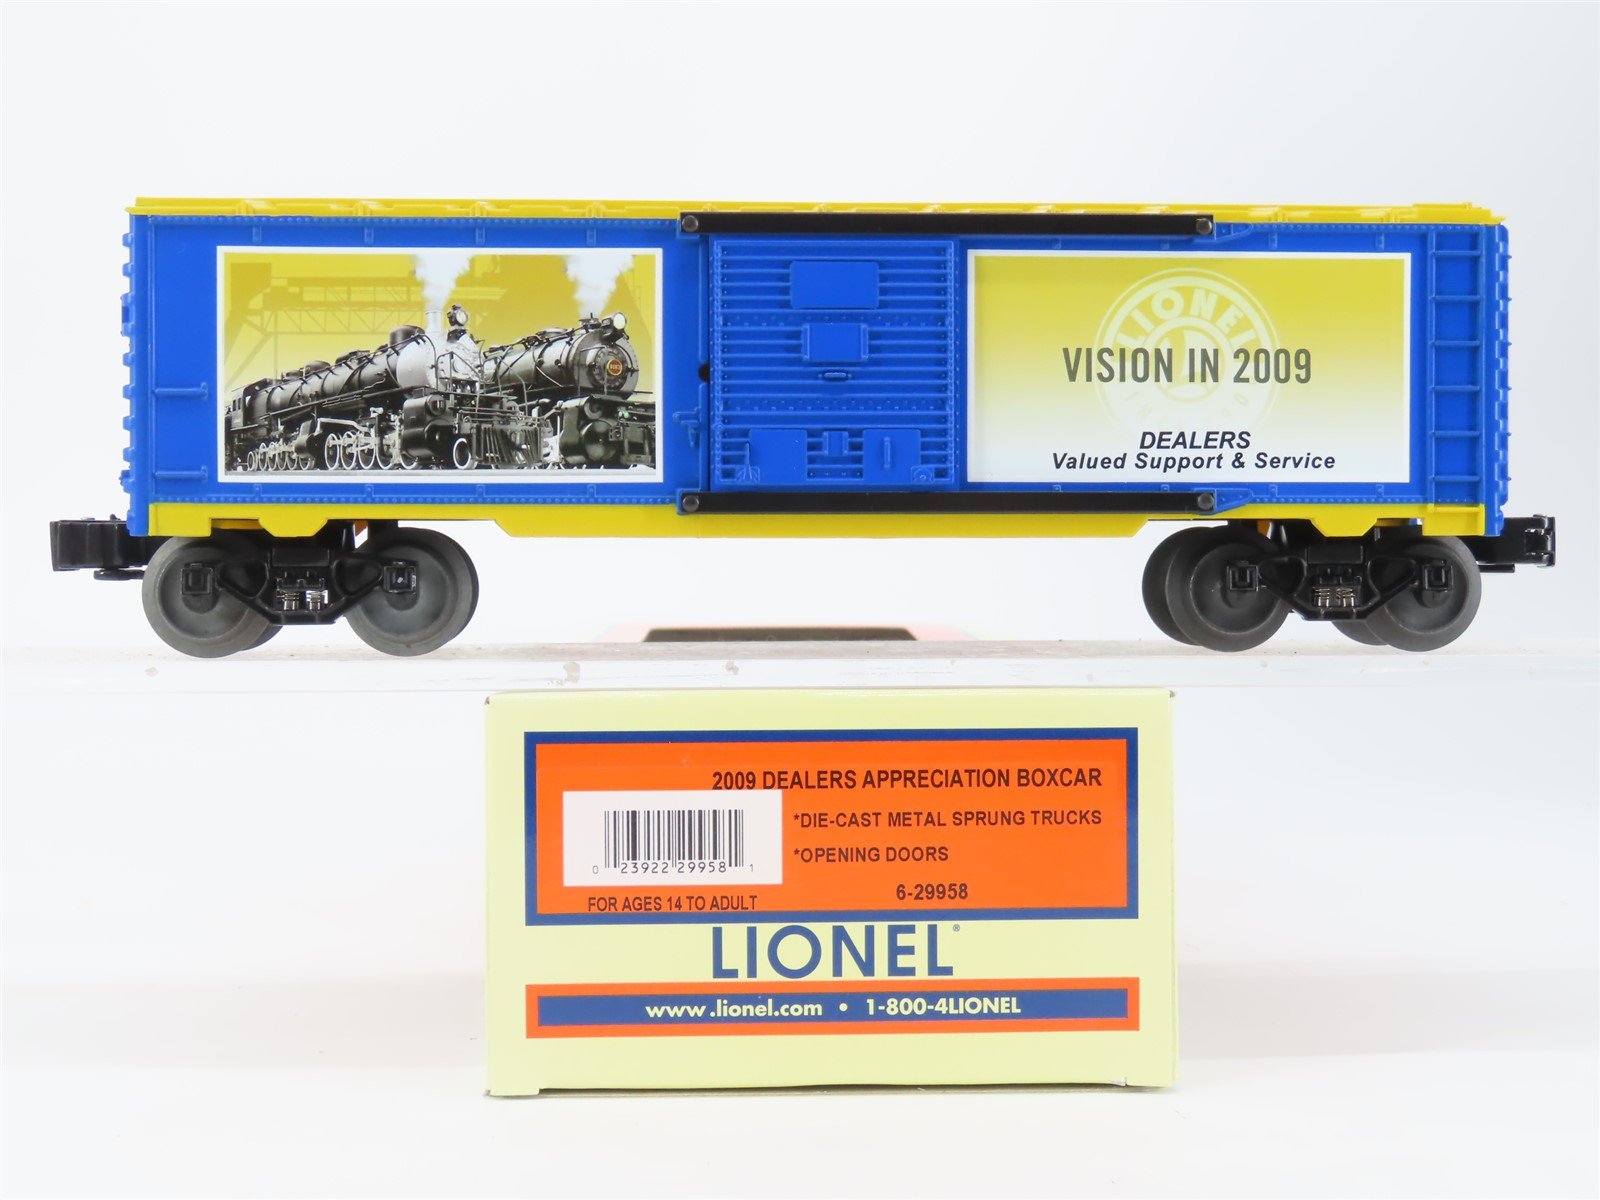 LIONEL
VISION IN 2009
DEALERS
Valued Support & Service
2009 DEALERS APPRECIATION BOXCAR
*DIE-CAST METAL SPRUNG TRUCKS
*OPENING DOORS
0 23922 29958 1
6-29958
FOR AGES 14 TO ADULT
LIONEL®
www.lionel.com • 1-800-4LIONEL